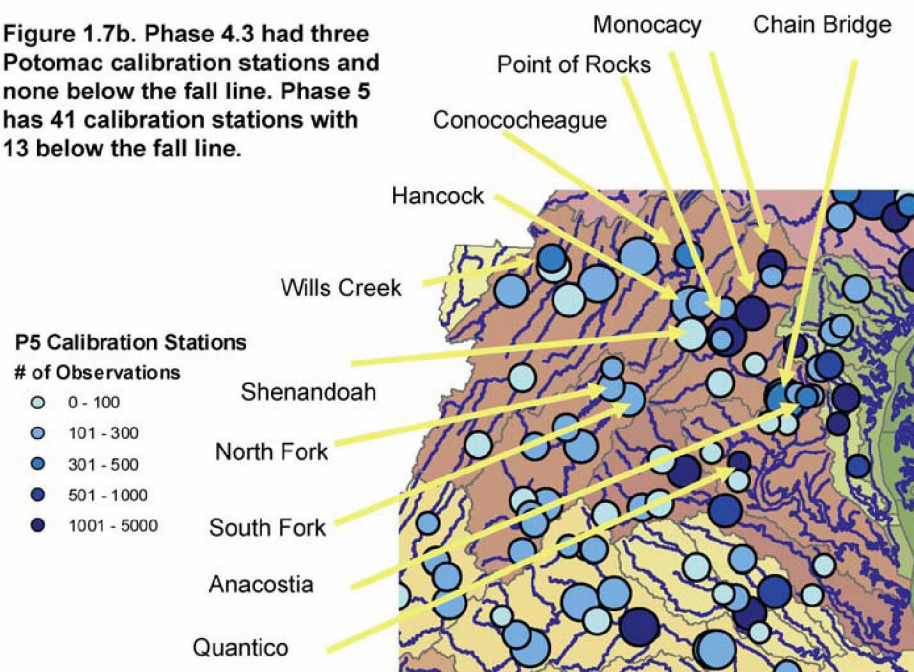 Figure 1.7b. Phase 4.3 had three
Potomac calibration stations and
none below the fall line. Phase 5
has 41 calibration stations with
13 below the fall line.
Monocacy
Chain Bridge
Point of Rocks
Conococheague
Hancock
Wills Creek
P5 Calibration Stations
# of Observations
0 - 100
101 - 300
301 - 500
501 - 1000
1001 - 5000
Shenandoah
North Fork
South Fork
Anacostia
Quantico